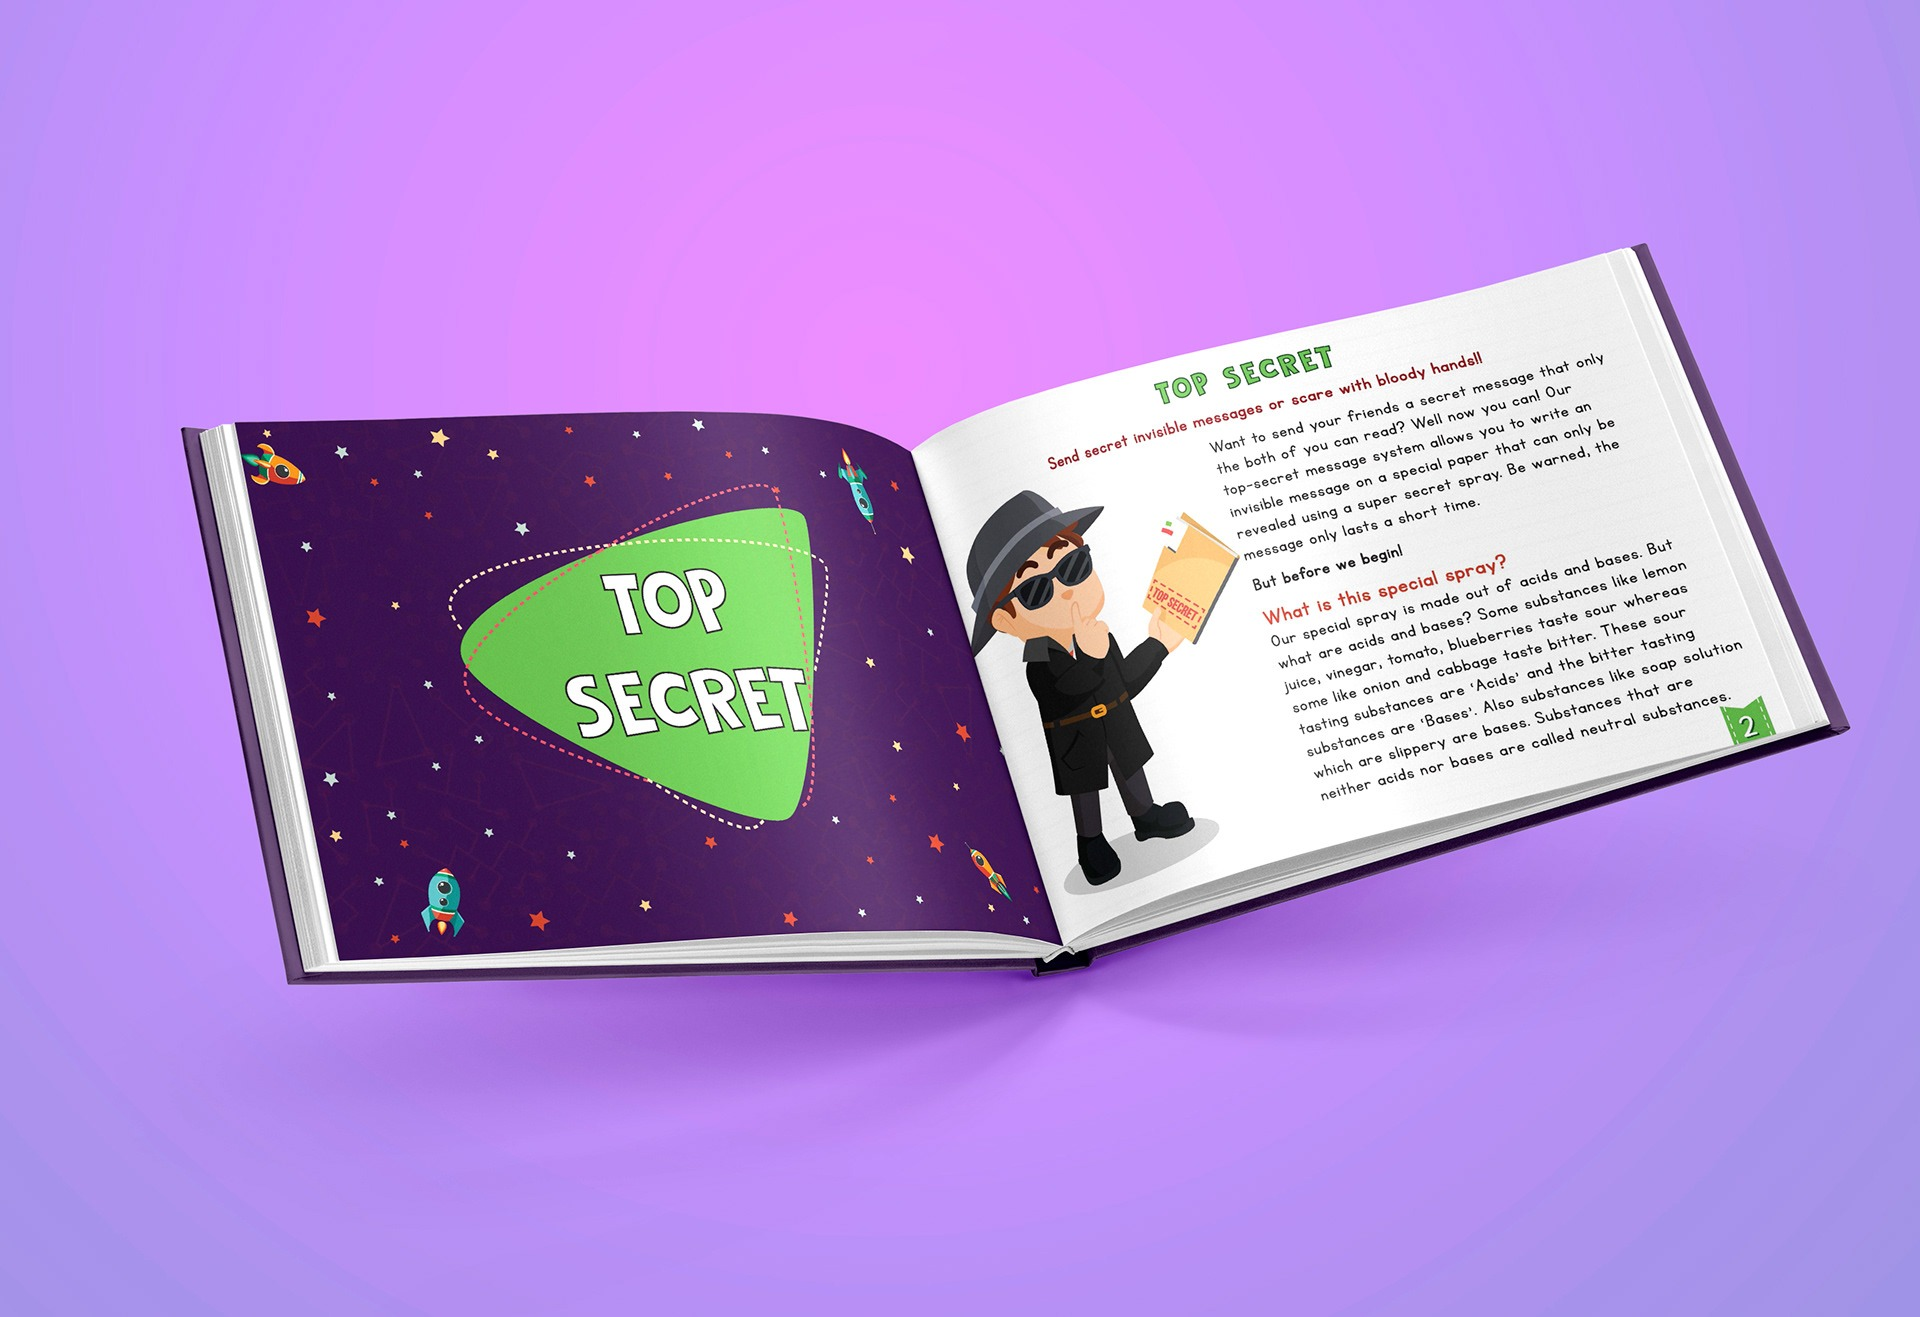 TOP
SECRET
TOP SECRET
Send secret invisible messages or scare with bloody hands!!
Want to send your friends a secret message that only
the both of you can read? Well now you can! Our
top-secret message system allows you to write an
invisible message on a special paper that can only be
revealed using a super secret spray. Be warned, the
message only lasts a short time.
TOP SECRET
But before we begin!
What is this special spray?
Our special spray is made out of acids and bases. But
what are acids and bases? Some substances like lemon
juice, vinegar, tomato, blueberries taste sour whereas
some like onion and cabbage taste bitter. These sour
tasting substances are 'Acids' and the bitter tasting
substances are 'Bases'. Also substances like soap solution
which are slippery are bases. Substances that are
neither acids nor bases are called neutral substances.
2